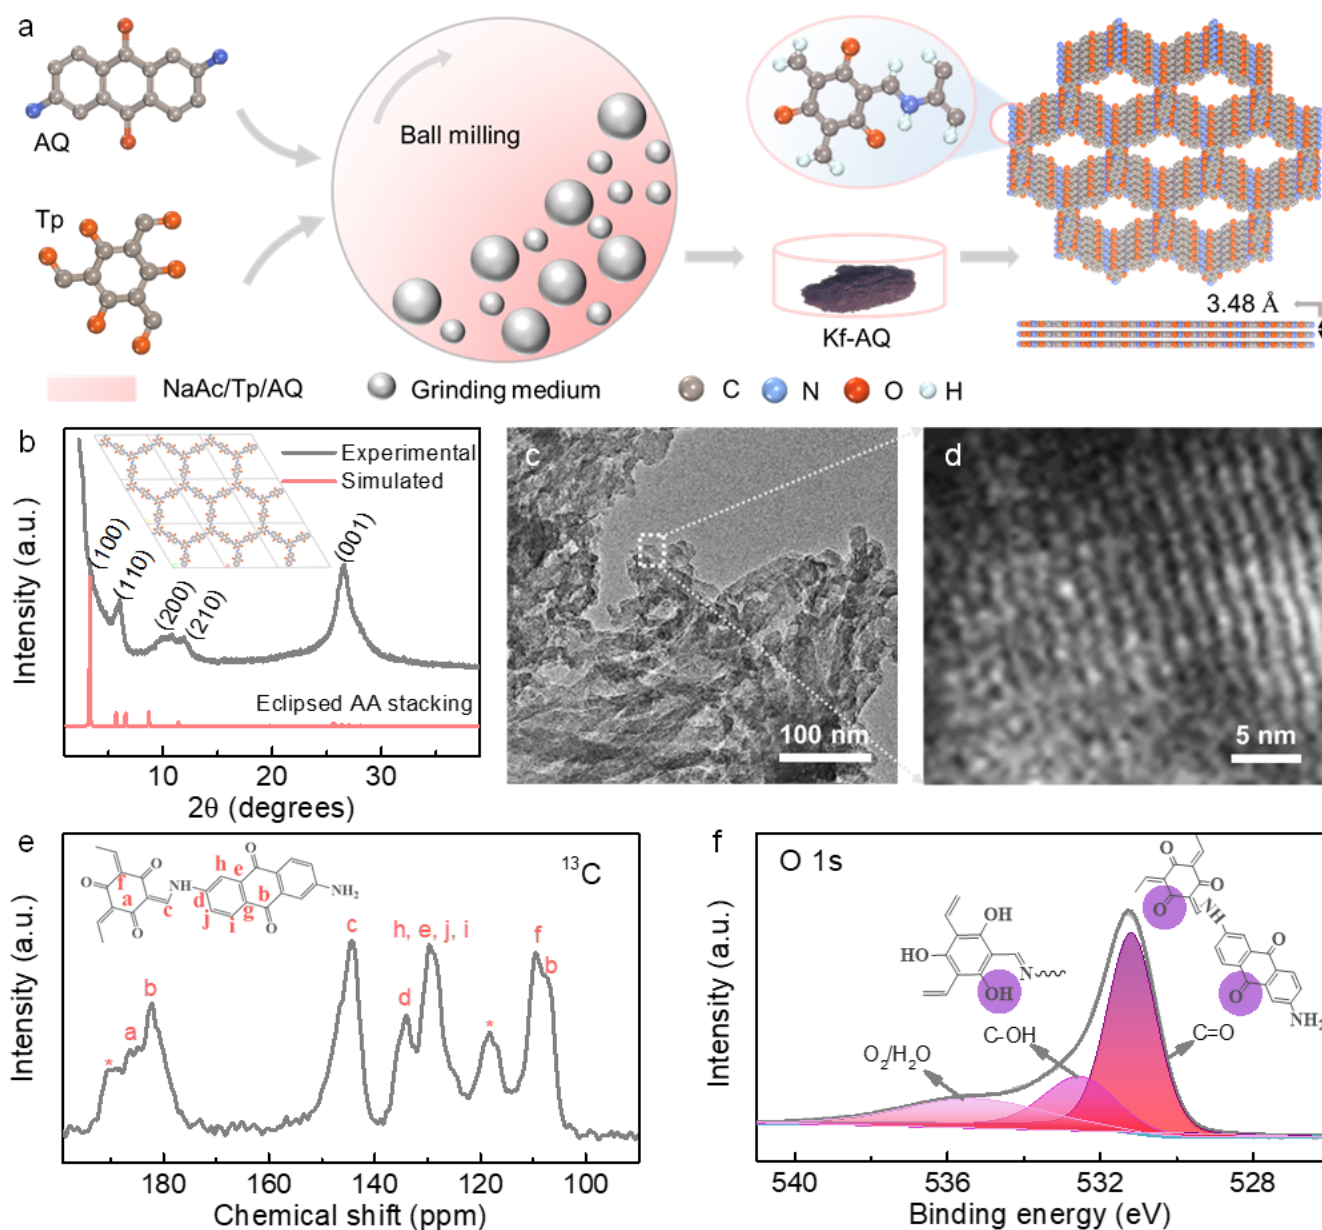 a
AQ
Tp
Ball milling
Kf-AQ
3.48 Å
NaAc/Tp/AQ
Grinding medium
C
N
O
H
b
Experimental
Simulated
(100)
(110)
(200)
(210)
(001)
Eclipsed AA stacking
Intensity (a.u.)
10
20
30
2θ (degrees)
c
100 nm
d
5 nm
e
¹³C
f
a
c
NH
h
e
d
j
i
g
b
O
O
O
O
O
NH₂
*
a
b
c
d
h, e, j, i
*
f
b
Intensity (a.u.)
180
160
140
120
100
Chemical shift (ppm)
f
O 1s
OH
HO
N
OH
O
O
O
NH
O
O
NH₂
O₂/H₂O
C-OH
C=O
Intensity (a.u.)
540
536
532
528
Binding energy (eV)